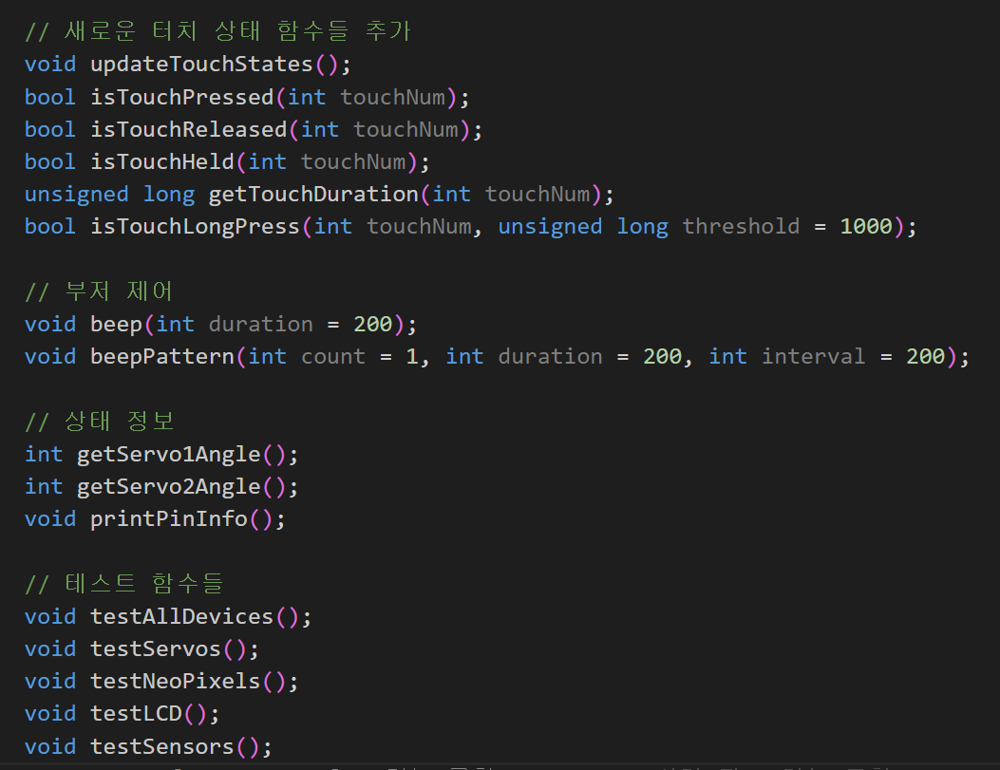 // 새로운 터치 상태 함수들 추가
void updateTouchStates();
bool isTouchPressed(int touchNum);
bool isTouchReleased(int touchNum);
bool isTouchHeld(int touchNum);
unsigned long getTouchDuration(int touchNum);
bool isTouchLongPress(int touchNum, unsigned long threshold = 1000);
// 부저 제어
void beep(int duration = 200);
void beepPattern(int count = 1, int duration = 200, int interval = 200);
// 상태 정보
int getServo1Angle();
int getServo2Angle();
void printPinInfo();
// 테스트 함수들
void testAllDevices();
void testServos();
void testNeoPixels();
void testLCD();
void testSensors();